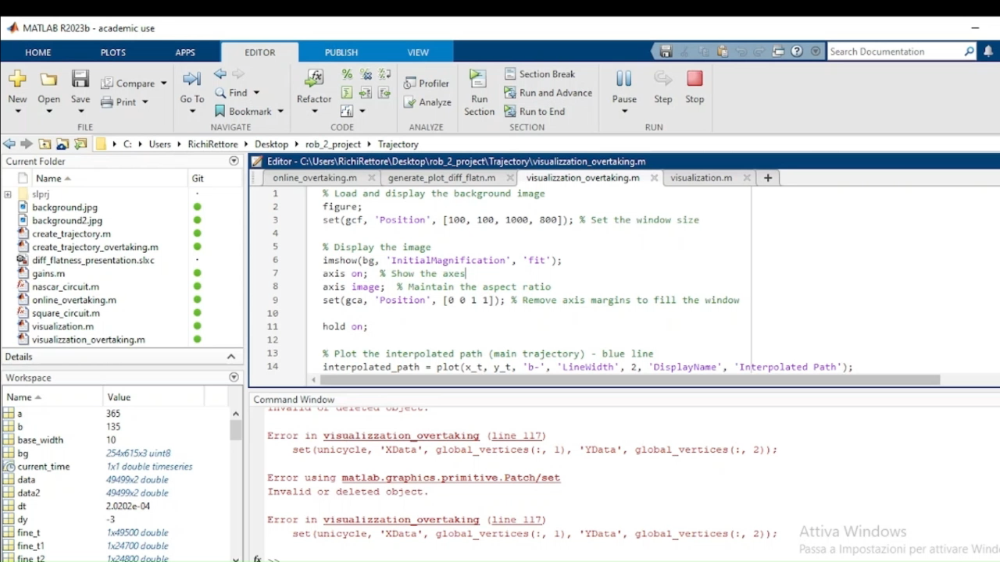 MATLAB R2023b - academic use
HOME PLOTS APPS EDITOR PUBLISH VIEW
Search Documentation
New Open Save Compare Print
Go To Find Bookmark
Refactor
Profiler Analyze
Run Section Section Break Run and Advance Run to End
Pause Step Stop
FILE NAVIGATE CODE ANALYZE SECTION RUN
C: Users RichiRettore Desktop rob_2_project Trajectory
Current Folder
Name Git
slprj
background.jpg
background2.jpg
create_trajectory.m
create_trajectory_overtaking.m
diff_flatness_presentation.slxc
gains.m
nascar_circuit.m
online_overtaking.m
square_circuit.m
visualization.m
visualizzation_overtaking.m
Details
Workspace
Name Value
a 365
b 135
base_width 10
bg 254x615x3 uint8
current_time 1x1 double timeseries
data 49499x2 double
data2 49499x2 double
dt 2.0202e-04
dy -3
fine_t 1x49500 double
fine_t1 1x24700 double
fine_t2 1x24800 double
Editor - C:\Users\RichiRettore\Desktop\rob_2_project\Trajectory\visualizzation_overtaking.m
online_overtaking.m generate_plot_diff_flatn.m visualizzation_overtaking.m visualization.m
1 % Load and display the background image
2 figure;
3 set(gcf, 'Position', [100, 100, 1000, 800]); % Set the window size
4
5 % Display the image
6 imshow(bg, 'InitialMagnification', 'fit');
7 axis on; % Show the axes
8 axis image; % Maintain the aspect ratio
9 set(gca, 'Position', [0 0 1 1]); % Remove axis margins to fill the window
10
11 hold on;
12
13 % Plot the interpolated path (main trajectory) - blue line
14 interpolated_path = plot(x_t, y_t, 'b-', 'LineWidth', 2, 'DisplayName', 'Interpolated Path');
Command Window
Invalid or deleted object.
Error in visualizzation_overtaking (line 117)
set(unicycle, 'XData', global_vertices(:, 1), 'YData', global_vertices(:, 2));
Error using matlab.graphics.primitive.Patch/set
Invalid or deleted object.
Error in visualizzation_overtaking (line 117)
set(unicycle, 'XData', global_vertices(:, 1), 'YData', global_vertices(:, 2));
fx >>
Attiva Windows
Passa a Impostazioni per attivare Wind